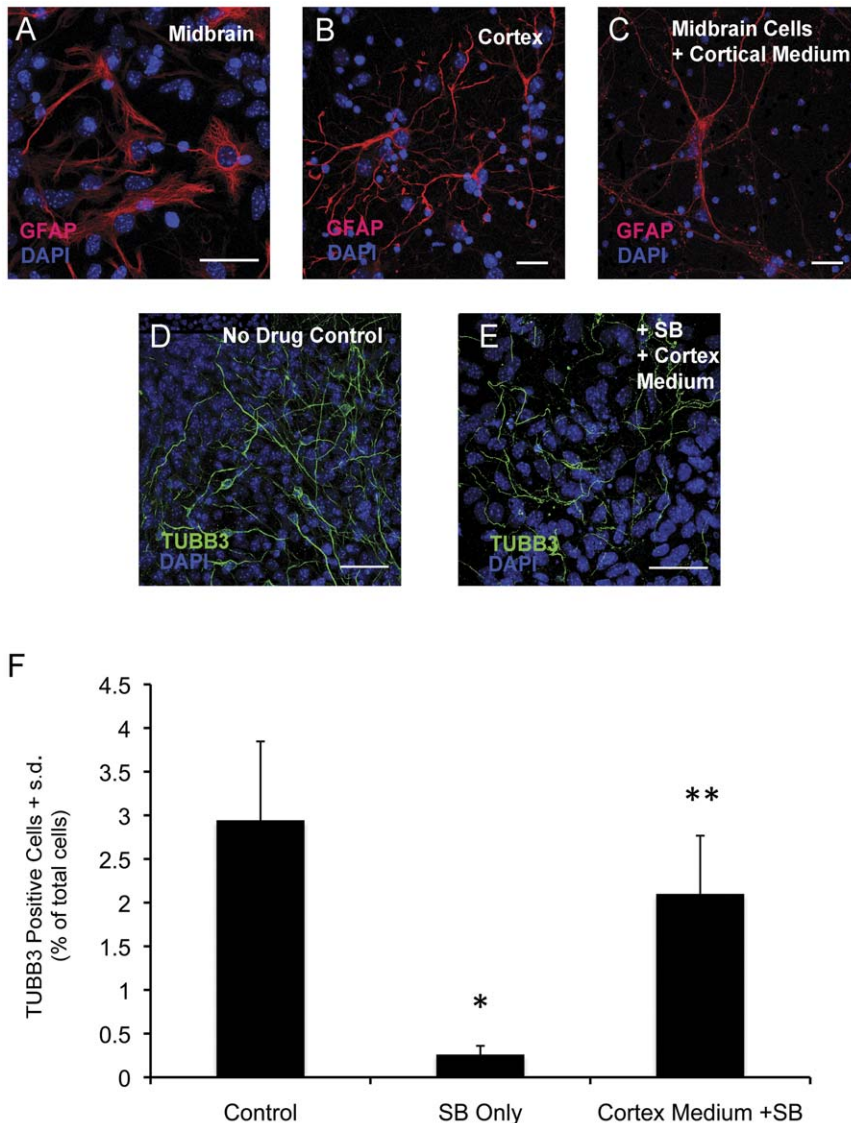 A
Midbrain
GFAP
DAPI
B
Cortex
GFAP
DAPI
C
Midbrain Cells
+ Cortical Medium
GFAP
DAPI
D
No Drug Control
TUBB3
DAPI
E
+ SB
+ Cortex
Medium
TUBB3
DAPI
F
TUBB3 Positive Cells + s.d.
(% of total cells)
4.5
4
3.5
3
2.5
2
1.5
1
0.5
0
*
**
Control
SB Only
Cortex Medium +SB